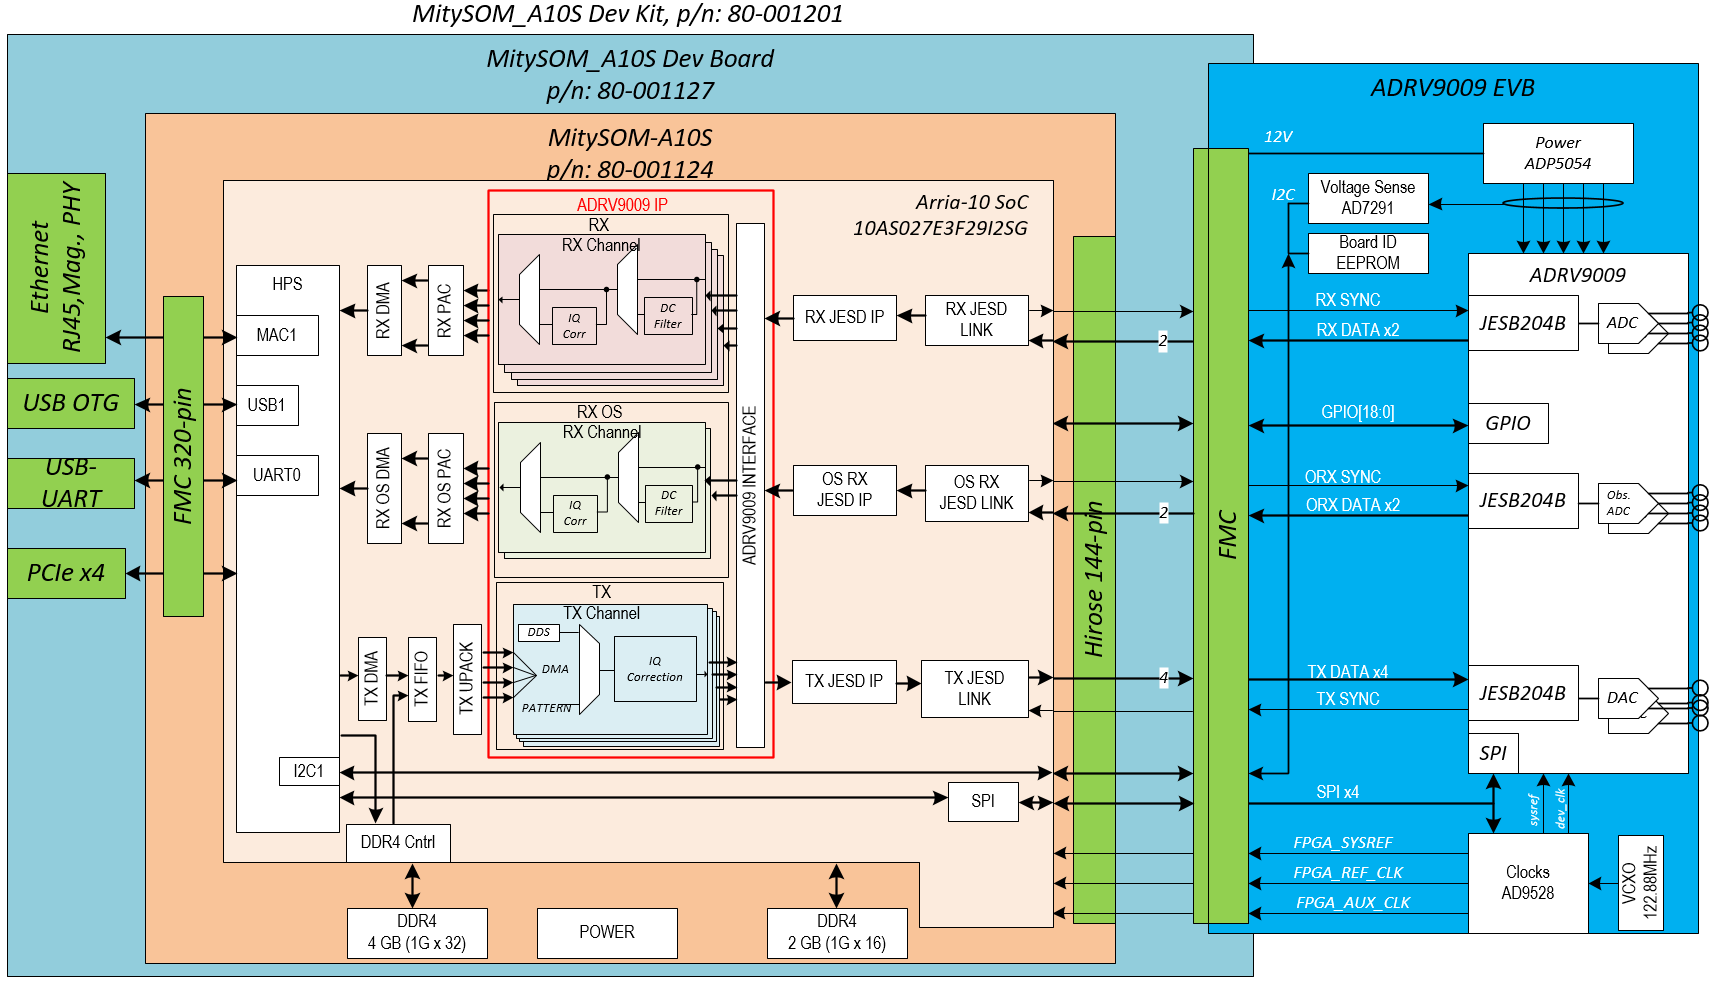 MitySOM_A10S Dev Kit, p/n: 80-001201
MitySOM_A10S Dev Board
p/n: 80-001127
MitySOM-A10S
p/n: 80-001124
Arria-10 SoC
10AS027E3F29I2SG
Ethernet
RJ45,Mag., PHY
USB OTG
USB-
UART
PCIe x4
FMC 320-pin
HPS
MAC1
USB1
UART0
I2C1
RX DMA
RX PAC
RX OS DMA
RX OS PAC
TX DMA
TX FIFO
TX UPACK
DDR4 Cntrl
ADRV9009 IP
RX
RX Channel
IQ
Corr
DC
Filter
RX OS
RX Channel
IQ
Corr
DC
Filter
TX
TX Channel
DDS
DMA
PATTERN
IQ
Correction
ADRV9009 INTERFACE
RX JESD IP
RX JESD
LINK
OS RX
JESD IP
OS RX
JESD LINK
TX JESD IP
TX JESD
LINK
SPI
DDR4
4 GB (1G x 32)
POWER
DDR4
2 GB (1G x 16)
Hirose 144-pin
2
2
4
FMC
ADRV9009 EVB
12V
Power
ADP5054
I2C
Voltage Sense
AD7291
Board ID
EEPROM
ADRV9009
RX SYNC
RX DATA x2
JESB204B
ADC
GPIO[18:0]
GPIO
ORX SYNC
ORX DATA x2
JESB204B
Obs.
ADC
TX DATA x4
TX SYNC
JESB204B
DAC
C
SPI
SPI x4
sysref
dev_clk
FPGA_SYSREF
FPGA_REF_CLK
FPGA_AUX_CLK
Clocks
AD9528
VCXO
122.88MHz